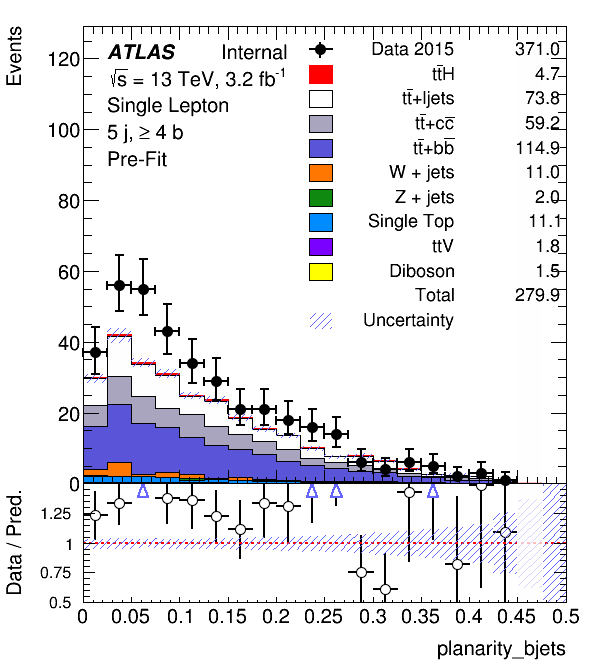 Events
ATLAS Internal
√s = 13 TeV, 3.2 fb⁻¹
Single Lepton
5 j, ≥ 4 b
Pre-Fit
Data 2015 371.0
tt̄H 4.7
tt̄+ljets 73.8
tt̄+cc̄ 59.2
tt̄+bb̄ 114.9
W + jets 11.0
Z + jets 2.0
Single Top 11.1
ttV 1.8
Diboson 1.5
Total 279.9
Uncertainty
120
100
80
60
40
20
0
Data / Pred.
1.25
1
0.75
0.5
0 0.05 0.1 0.15 0.2 0.25 0.3 0.35 0.4 0.45 0.5
planarity_bjets